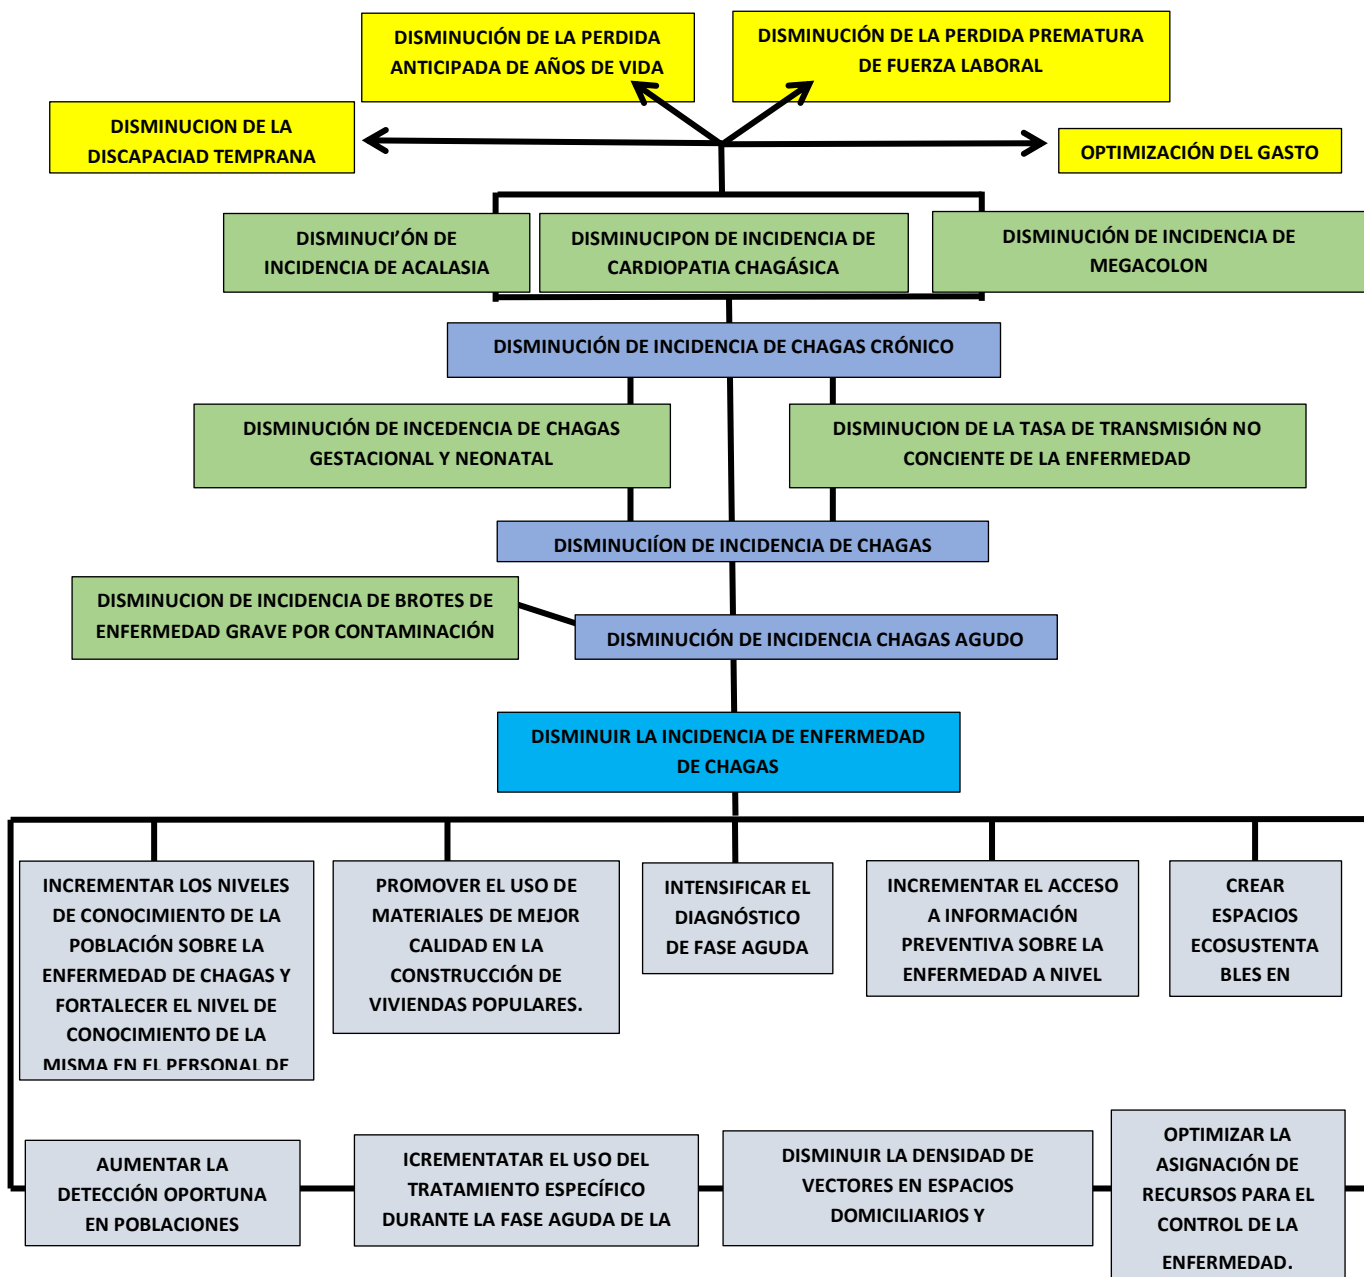 DISMINUCIÓN DE LA PERDIDA
ANTICIPADA DE AÑOS DE VIDA
DISMINUCIÓN DE LA PERDIDA PREMATURA
DE FUERZA LABORAL
DISMINUCION DE LA
DISCAPACIAD TEMPRANA
OPTIMIZACIÓN DEL GASTO
DISMINUCI’ÓN DE
INCIDENCIA DE ACALASIA
DISMINUCIPON DE INCIDENCIA DE
CARDIOPATIA CHAGÁSICA
DISMINUCIÓN DE INCIDENCIA DE
MEGACOLON
DISMINUCIÓN DE INCIDENCIA DE CHAGAS CRÓNICO
DISMINUCIÓN DE INCEDENCIA DE CHAGAS
GESTACIONAL Y NEONATAL
DISMINUCION DE LA TASA DE TRANSMISIÓN NO
CONCIENTE DE LA ENFERMEDAD
DISMINUCIÍON DE INCIDENCIA DE CHAGAS
DISMINUCION DE INCIDENCIA DE BROTES DE
ENFERMEDAD GRAVE POR CONTAMINACIÓN
DISMINUCIÓN DE INCIDENCIA CHAGAS AGUDO
DISMINUIR LA INCIDENCIA DE ENFERMEDAD
DE CHAGAS
INCREMENTAR LOS NIVELES
DE CONOCIMIENTO DE LA
POBLACIÓN SOBRE LA
ENFERMEDAD DE CHAGAS Y
FORTALECER EL NIVEL DE
CONOCIMIENTO DE LA
MISMA EN EL PERSONAL DE
PROMOVER EL USO DE
MATERIALES DE MEJOR
CALIDAD EN LA
CONSTRUCCIÓN DE
VIVIENDAS POPULARES.
INTENSIFICAR EL
DIAGNÓSTICO
DE FASE AGUDA
INCREMENTAR EL ACCESO
A INFORMACIÓN
PREVENTIVA SOBRE LA
ENFERMEDAD A NIVEL
CREAR
ESPACIOS
ECOSUSTENTA
BLES EN
AUMENTAR LA
DETECCIÓN OPORTUNA
EN POBLACIONES
ICREMENTATAR EL USO DEL
TRATAMIENTO ESPECÍFICO
DURANTE LA FASE AGUDA DE LA
DISMINUIR LA DENSIDAD DE
VECTORES EN ESPACIOS
DOMICILIARIOS Y
OPTIMIZAR LA
ASIGNACIÓN DE
RECURSOS PARA EL
CONTROL DE LA
ENFERMEDAD.